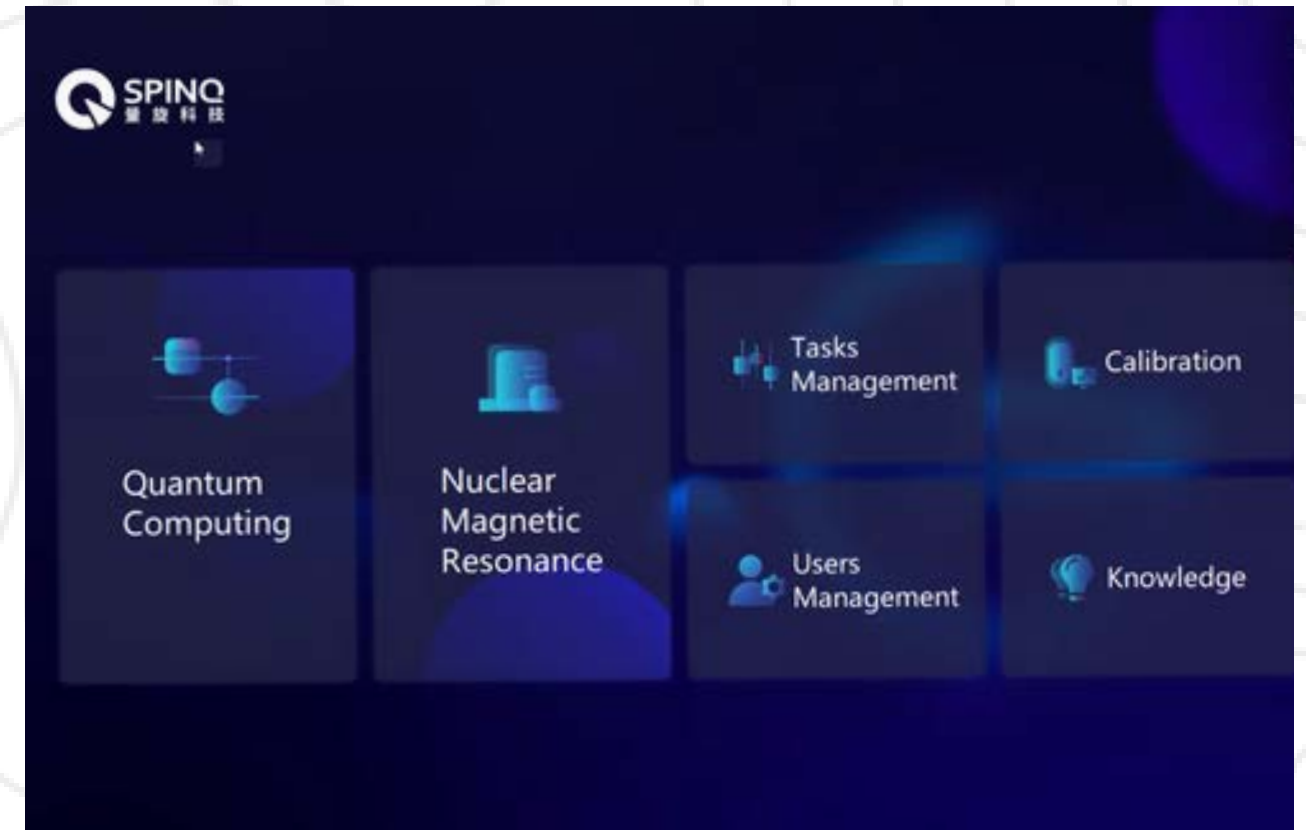 SPINQ
量旋科技
Quantum
Computing
Nuclear
Magnetic
Resonance
Tasks
Management
Calibration
Users
Management
Knowledge